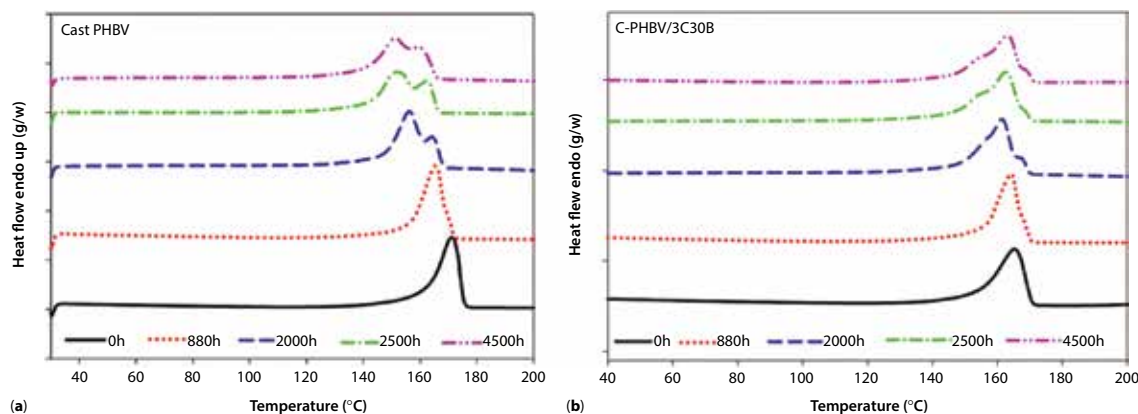 Cast PHBV
Heat flow endo up (g/w)
0h 880h 2000h 2500h 4500h
40 60 80 100 120 140 160 180 200
(a) Temperature (°C)
C-PHBV/3C30B
Heat flew endo (g/w)
0h 880h 2000h 2500h 4500h
40 60 80 100 120 140 160 180 200
(b) Temperature (°C)